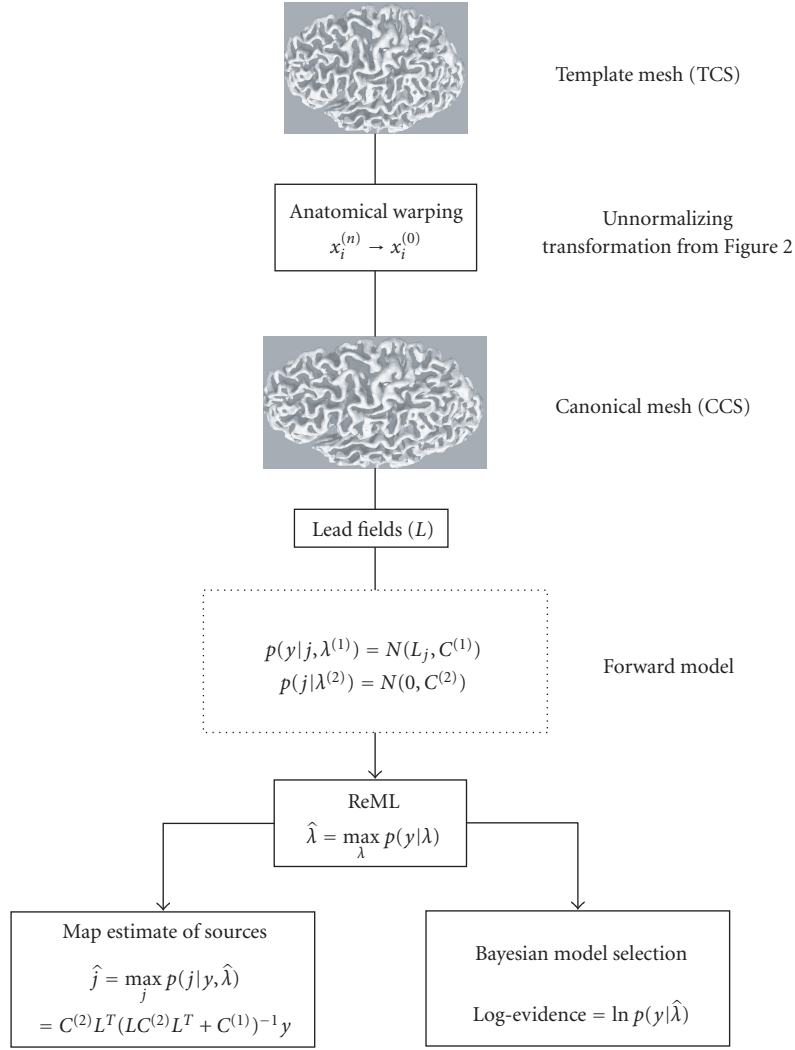 Template mesh (TCS)
Anatomical warping
x_i^{(n)} → x_i^{(0)}
Unnormalizing
transformation from Figure 2
Canonical mesh (CCS)
Lead fields (L)
p(y|j, λ^{(1)}) = N(L_j, C^{(1)})
p(j|λ^{(2)}) = N(0, C^{(2)})
Forward model
ReML
λ̂ = max_λ p(y|λ)
Map estimate of sources
ĵ = max_j p(j|y, λ̂)
= C^{(2)}L^T(LC^{(2)}L^T + C^{(1)})^{-1}y
Bayesian model selection
Log-evidence = ln p(y|λ̂)